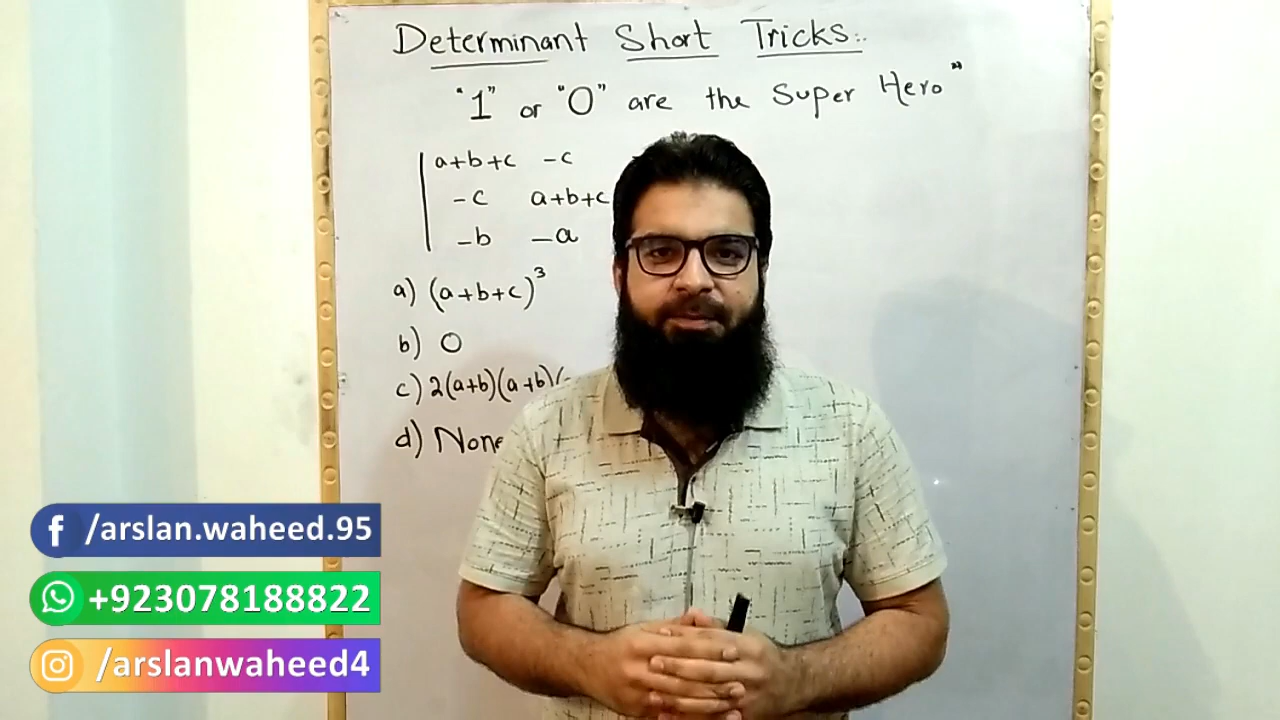 Determinant Short Tricks:.
"1" or "0" are the Super Hero"
a+b+c -c
-c a+b+c
-b -a
a) (a+b+c)³
b) 0
c) 2(a+b)(a+b)(
d) None
/arslan.waheed.95
+923078188822
/arslanwaheed4